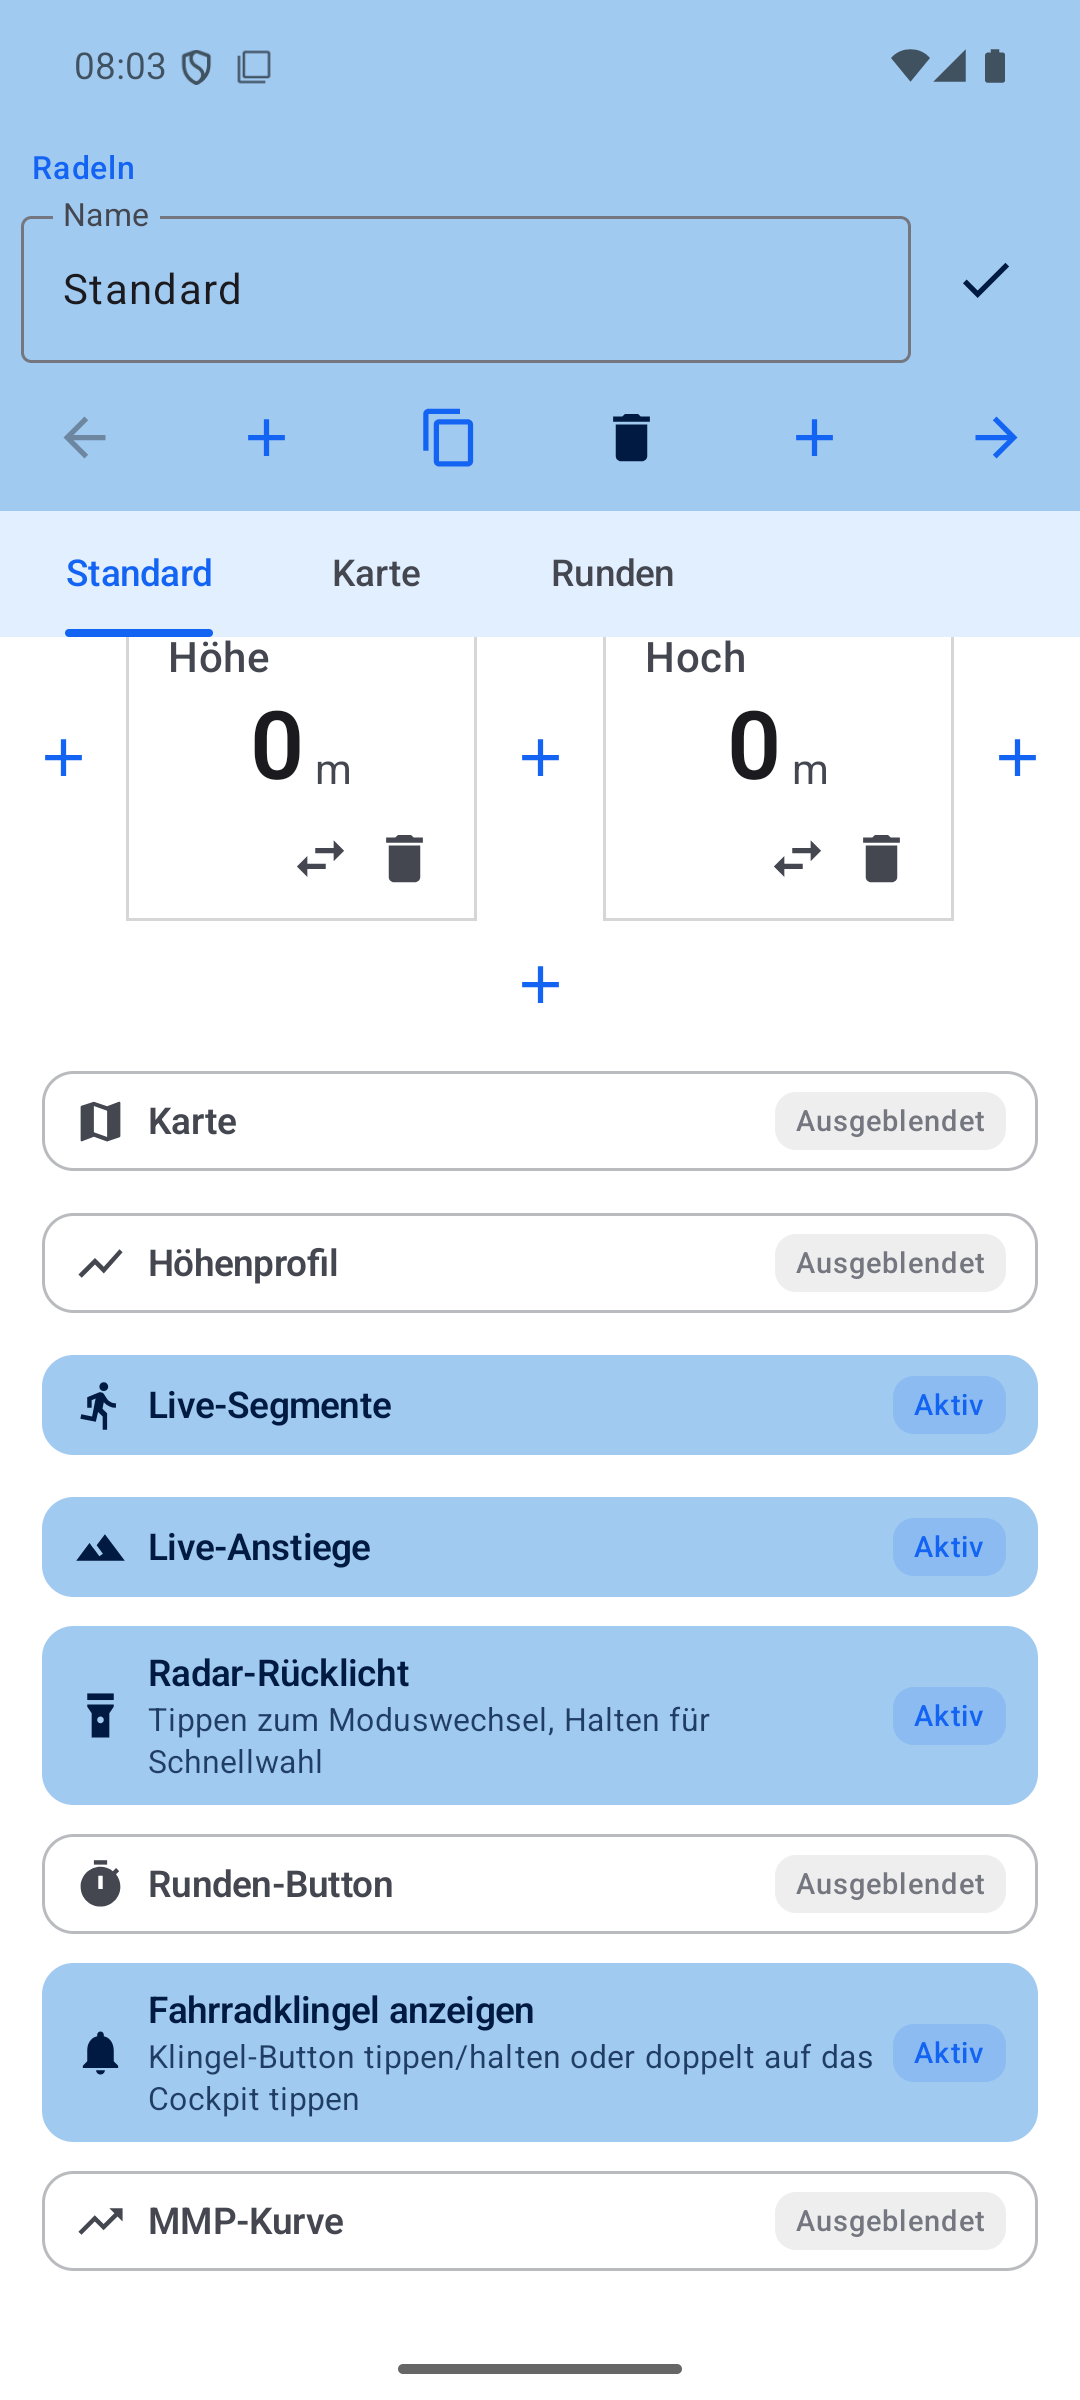 08:03
Radeln
Name
Standard
Standard Karte Runden
Höhe Hoch
0 m 0 m
Karte Ausgeblendet
Höhenprofil Ausgeblendet
Live-Segmente Aktiv
Live-Anstiege Aktiv
Radar-Rücklicht
Tippen zum Moduswechsel, Halten für
Schnellwahl
Aktiv
Runden-Button Ausgeblendet
Fahrradklingel anzeigen
Klingel-Button tippen/halten oder doppelt auf das
Cockpit tippen
Aktiv
MMP-Kurve Ausgeblendet